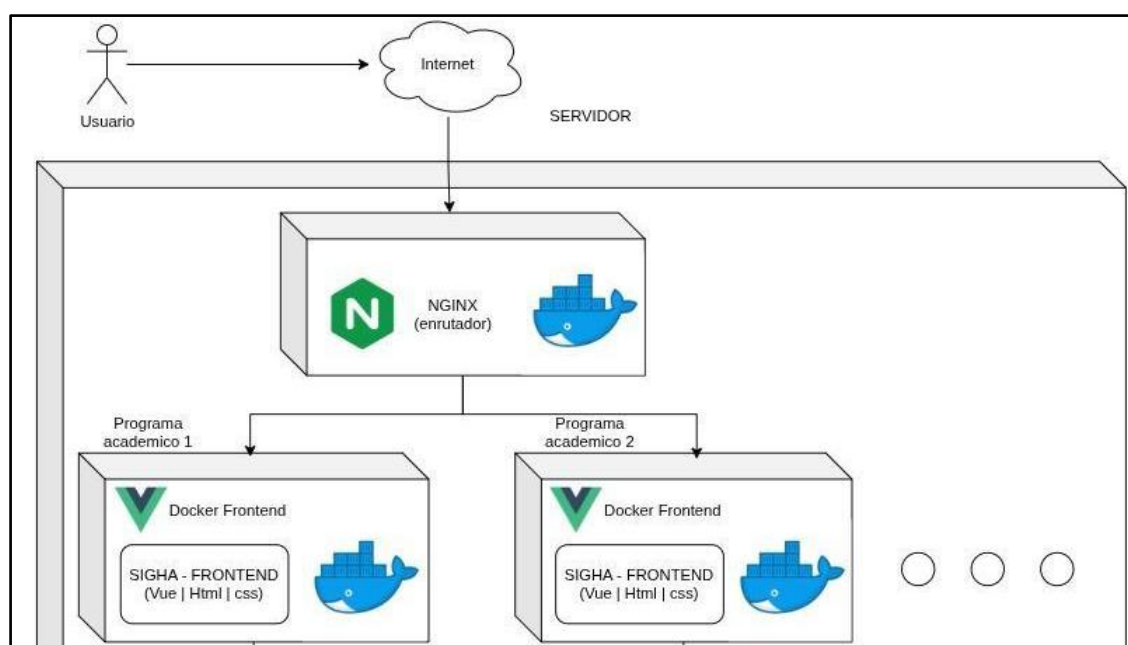 Internet
Usuario
SERVIDOR
N
NGINX
(enrutador)
Programa
academico 1
Programa
academico 2
Docker Frontend
SIGHA - FRONTEND
(Vue | Html | css)
Docker Frontend
SIGHA - FRONTEND
(Vue | Html | css)